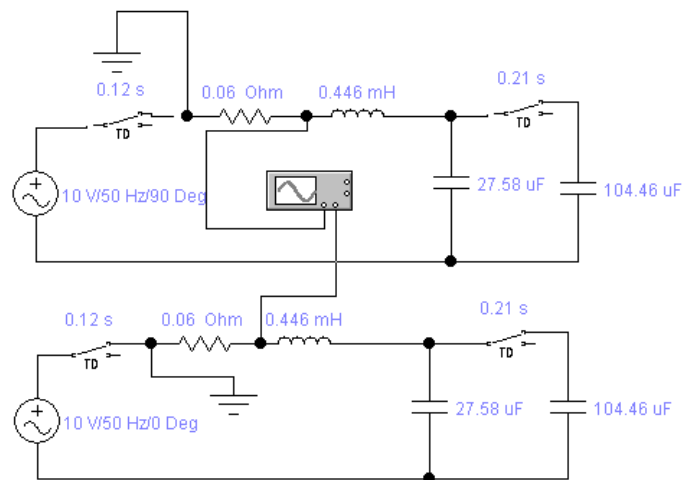 0.12 s
0.06 Ohm
0.446 mH
0.21 s
TD
TD
10 V/50 Hz/90 Deg
27.58 uF
104.46 uF
0.12 s
0.06 Ohm
0.446 mH
0.21 s
TD
TD
10 V/50 Hz/0 Deg
27.58 uF
104.46 uF